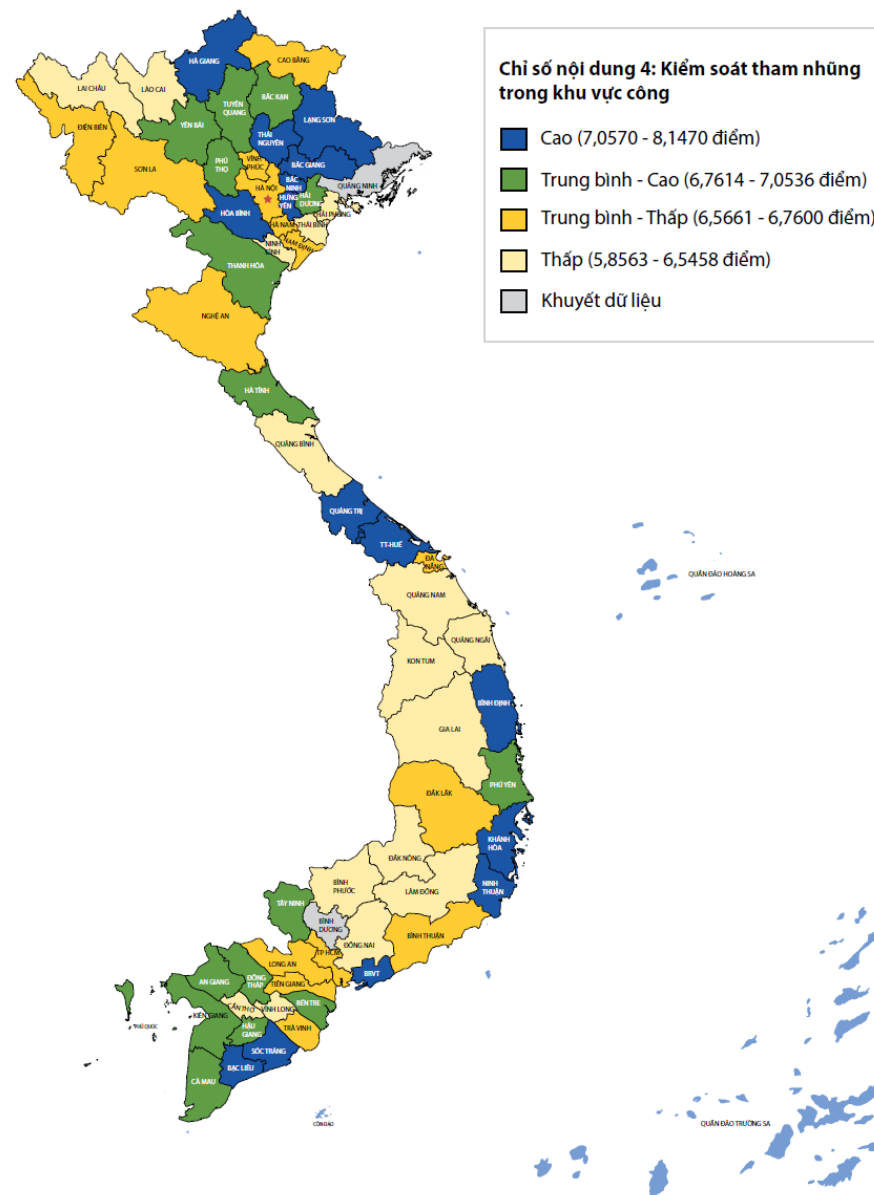 Chỉ số nội dung 4: Kiểm soát tham nhũng
trong khu vực công
Cao (7,0570 - 8,1470 điểm)
Trung bình - Cao (6,7614 - 7,0536 điểm)
Trung bình - Thấp (6,5661 - 6,7600 điểm)
Thấp (5,8563 - 6,5458 điểm)
Khuyết dữ liệu
HÀ GIANG
CAO BẰNG
LAI CHÂU
LÀO CAI
TUYÊN
QUANG
BẮC KẠN
ĐIỆN BIÊN
YÊN BÁI
LẠNG SƠN
THÁI
NGUYÊN
SƠN LA
PHÚ
THỌ
VĨNH
PHÚC
BẮC GIANG
HÀ NỘI
BẮC
NINH
QUẢNG NINH
HƯNG
YÊN
HẢI
DƯƠNG
HÒA BÌNH
HẢI PHÒNG
HÀ NAM
THÁI BÌNH
NINH
BÌNH
NAM ĐỊNH
THANH HÓA
NGHỆ AN
HÀ TĨNH
QUẢNG BÌNH
QUẢNG TRỊ
TT-HUẾ
ĐÀ
NẴNG
QUẦN ĐẢO HOÀNG SA
QUẢNG NAM
QUẢNG NGÃI
KON TUM
BÌNH ĐỊNH
GIA LAI
PHÚ YÊN
ĐẮK LẮK
KHÁNH
HÒA
ĐẮK NÔNG
BÌNH
PHƯỚC
LÂM ĐỒNG
NINH
THUẬN
TÂY NINH
BÌNH
DƯƠNG
ĐỒNG NAI
BÌNH THUẬN
TP HCM
LONG AN
BRVT
AN GIANG
ĐỒNG
THÁP
TIỀN GIANG
BẾN TRE
CẦN THƠ
VĨNH LONG
KIÊN GIANG
PHÚ QUỐC
HẬU
GIANG
TRÀ VINH
SÓC TRĂNG
BẠC LIÊU
CÀ MAU
CÔN ĐẢO
QUẦN ĐẢO TRƯỜNG SA